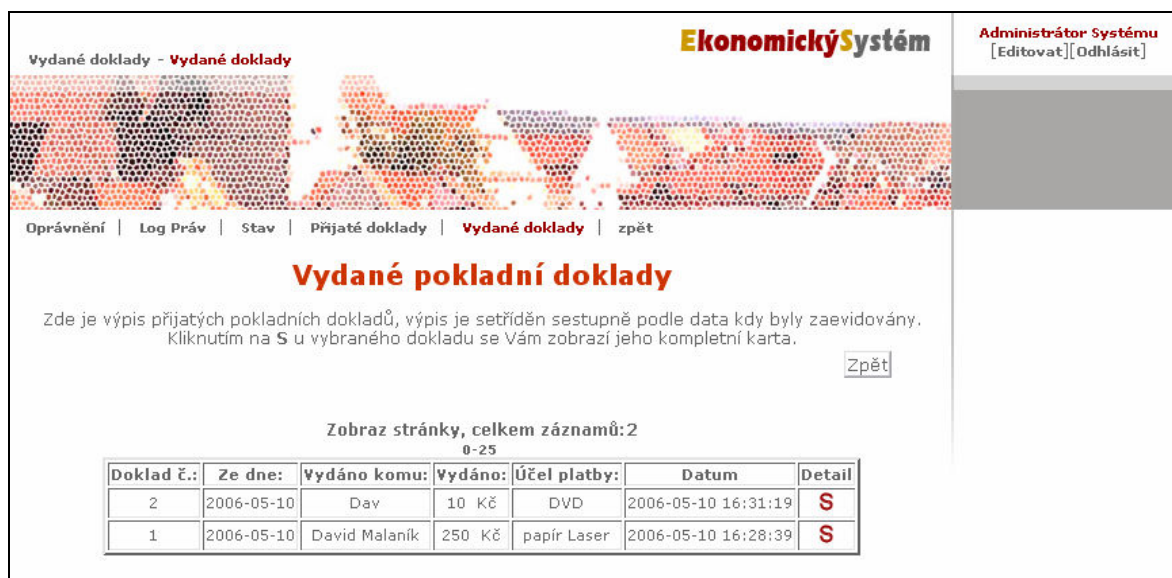 EkonomickýSystém
Administrátor Systému
[Editovat][Odhlásit]
Vydané doklady - Vydané doklady
Oprávnění | Log Práv | Stav | Přijaté doklady | Vydané doklady | zpět
Vydané pokladní doklady
Zde je výpis přijatých pokladních dokladů, výpis je setříděn sestupně podle data kdy byly zaevidovány.
Kliknutím na S u vybraného dokladu se Vám zobrazí jeho kompletní karta.
Zpět
Zobraz stránky, celkem záznamů:2
0-25
Doklad č.: Ze dne: Vydáno komu: Vydáno: Účel platby: Datum Detail
2 2006-05-10 Dav 10 Kč DVD 2006-05-10 16:31:19 S
1 2006-05-10 David Malaník 250 Kč papír Laser 2006-05-10 16:28:39 S